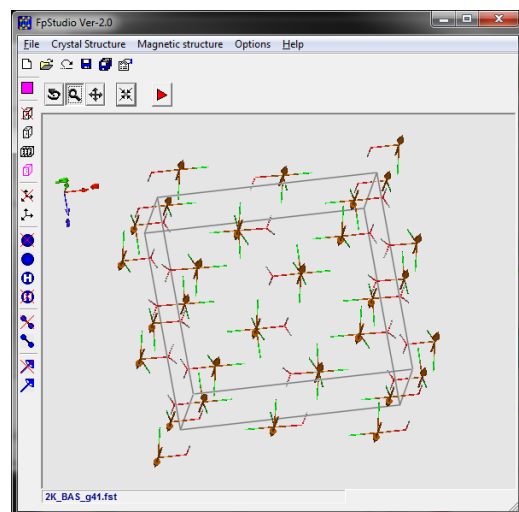 FpStudio Ver-2.0
File Crystal Structure Magnetic structure Options Help
2K_BAS_g41.fst